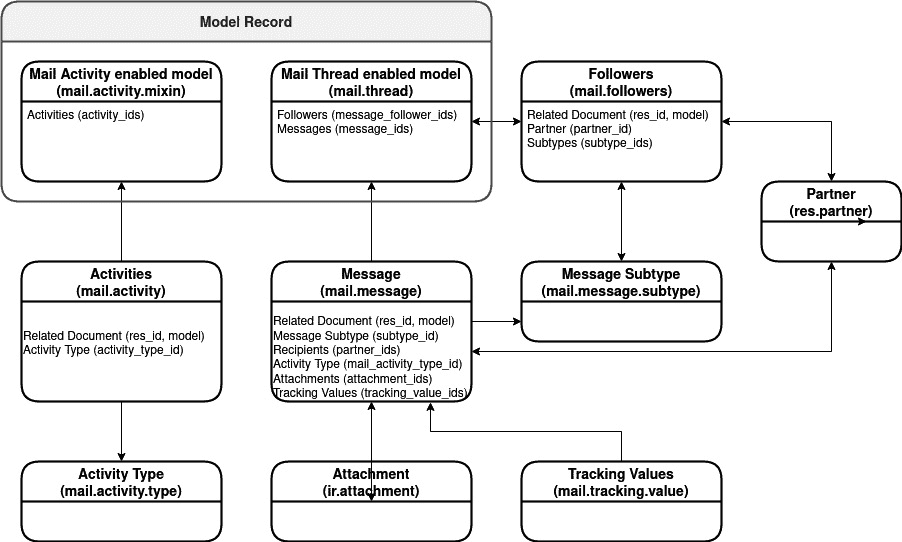 Model Record
Mail Activity enabled model
(mail.activity.mixin)
Activities (activity_ids)
Mail Thread enabled model
(mail.thread)
Followers (message_follower_ids)
Messages (message_ids)
Followers
(mail.followers)
Related Document (res_id, model)
Partner (partner_id)
Subtypes (subtype_ids)
Partner
(res.partner)
Activities
(mail.activity)
Related Document (res_id, model)
Activity Type (activity_type_id)
Message
(mail.message)
Related Document (res_id, model)
Message Subtype (subtype_id)
Recipients (partner_ids)
Activity Type (mail_activity_type_id)
Attachments (attachment_ids)
Tracking Values (tracking_value_ids)
Message Subtype
(mail.message.subtype)
Activity Type
(mail.activity.type)
Attachment
(ir.attachment)
Tracking Values
(mail.tracking.value)